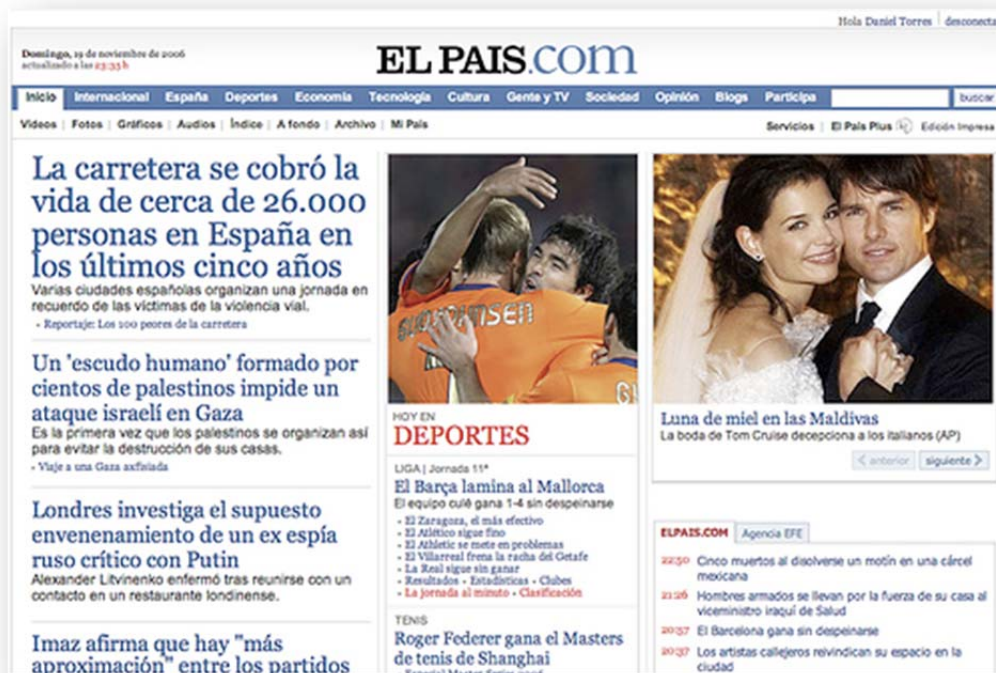 Hola Daniel Torres | desconecta
Domingo, 19 de noviembre de 2006
actualizado a las 23:35 h
EL PAIS.com
Inicio Internacional España Deportes Economía Tecnología Cultura Gente y TV Sociedad Opinión Blogs Participa buscar
Vídeos | Fotos | Gráficos | Audios | Índice | A fondo | Archivo | Mi País
Servicios | El País Plus Edición Impresa
La carretera se cobró la
vida de cerca de 26.000
personas en España en
los últimos cinco años
Varias ciudades españolas organizan una jornada en
recuerdo de las víctimas de la violencia vial.
Reportaje: Los 100 peores de la carretera
Un 'escudo humano' formado por
cientos de palestinos impide un
ataque israelí en Gaza
Es la primera vez que los palestinos se organizan así
para evitar la destrucción de sus casas.
Viaje a una Gaza axfisiada
Londres investiga el supuesto
envenenamiento de un ex espía
ruso crítico con Putin
Alexander Litvinenko enfermó tras reunirse con un
contacto en un restaurante londinense.
Imaz afirma que hay "más
aproximación" entre los partidos
GUDJOHNSEN
HOY EN
DEPORTES
LIGA | Jornada 11ª
El Barça lamina al Mallorca
El equipo culé gana 1-4 sin despeinarse
El Zaragoza, el más efectivo
El Atlético sigue fino
El Athletic se mete en problemas
El Villarreal frena la racha del Getafe
La Real sigue sin ganar
Resultados - Estadísticas - Clubes
La jornada al minuto - Clasificación
TENIS
Roger Federer gana el Masters
de tenis de Shanghai
Luna de miel en las Maldivas
La boda de Tom Cruise decepciona a los italianos (AP)
anterior siguiente
ELPAIS.COM Agencia EFE
22:50 Cinco muertos al disolverse un motín en una cárcel
mexicana
21:26 Hombres armados se llevan por la fuerza de su casa al
viceministro iraquí de Salud
20:57 El Barcelona gana sin despeinarse
20:37 Los artistas callejeros reivindican su espacio en la
ciudad